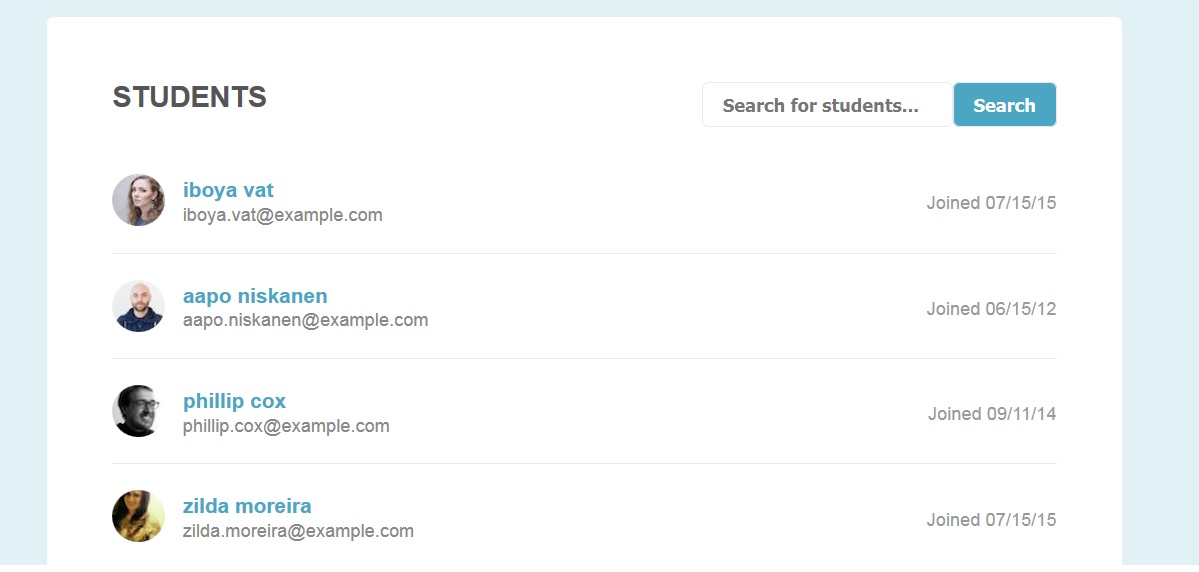 STUDENTS
Search for students...
Search
iboya vat
iboya.vat@example.com
Joined 07/15/15
aapo niskanen
aapo.niskanen@example.com
Joined 06/15/12
phillip cox
phillip.cox@example.com
Joined 09/11/14
zilda moreira
zilda.moreira@example.com
Joined 07/15/15